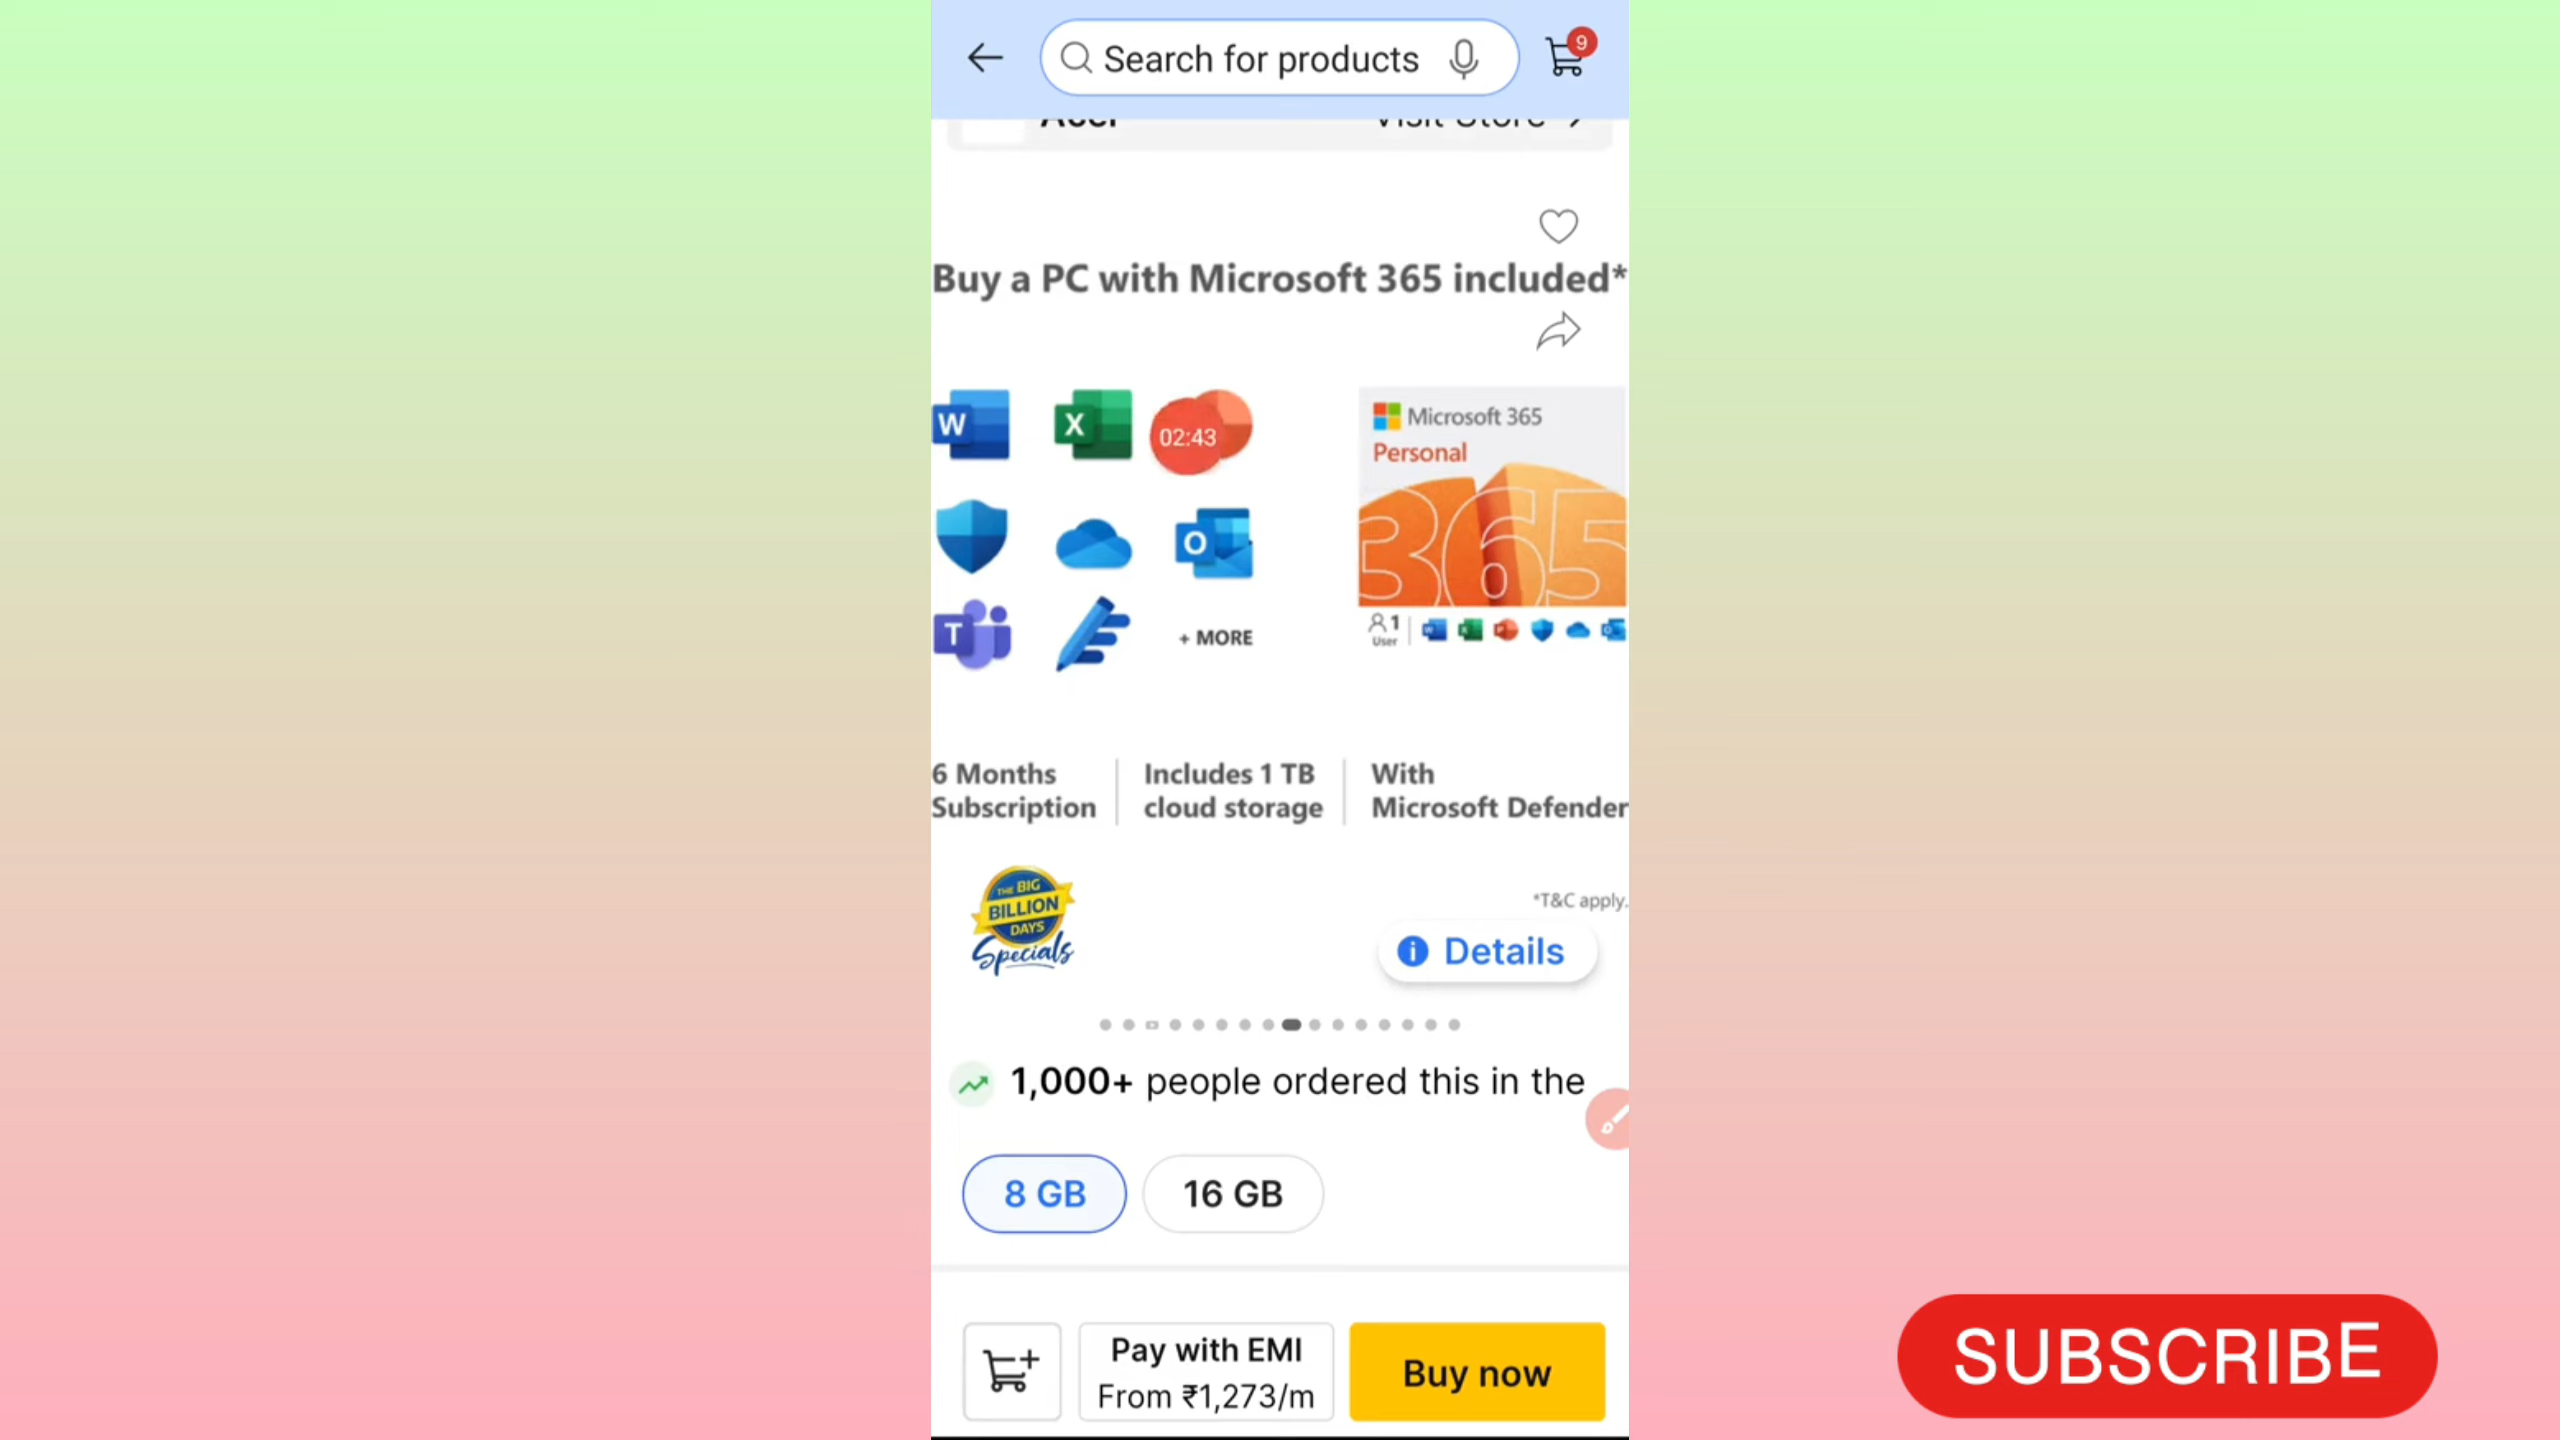 Search for products
9
Acer
Visit Store
Buy a PC with Microsoft 365 included*
W
X
02:43
Microsoft 365
Personal
365
O
T
+ MORE
1
User
6 Months
Subscription
Includes 1 TB
cloud storage
With
Microsoft Defender
THE BIG
BILLION
DAYS
Specials
*T&C apply.
Details
1,000+ people ordered this in the
8 GB
16 GB
Pay with EMI
From ₹1,273/m
Buy now
SUBSCRIBE